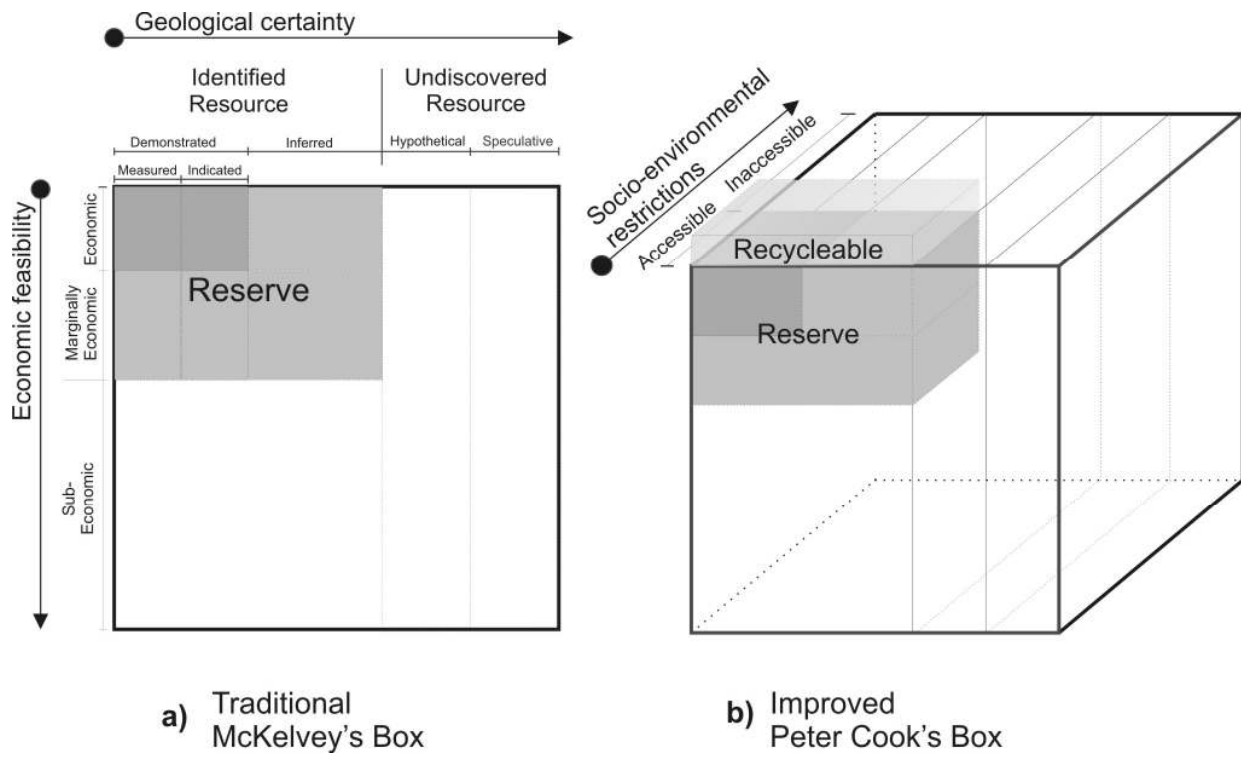 Geological certainty
Identified
Resource
Undiscovered
Resource
Demonstrated
Inferred
Hypothetical
Speculative
Measured
Indicated
Economic feasibility
Economic
Marginally
Economic
Sub-
Economic
Reserve
a) Traditional
McKelvey's Box
Socio-environmental
restrictions
Accessible
Inaccessible
Recycleable
Reserve
b) Improved
Peter Cook's Box